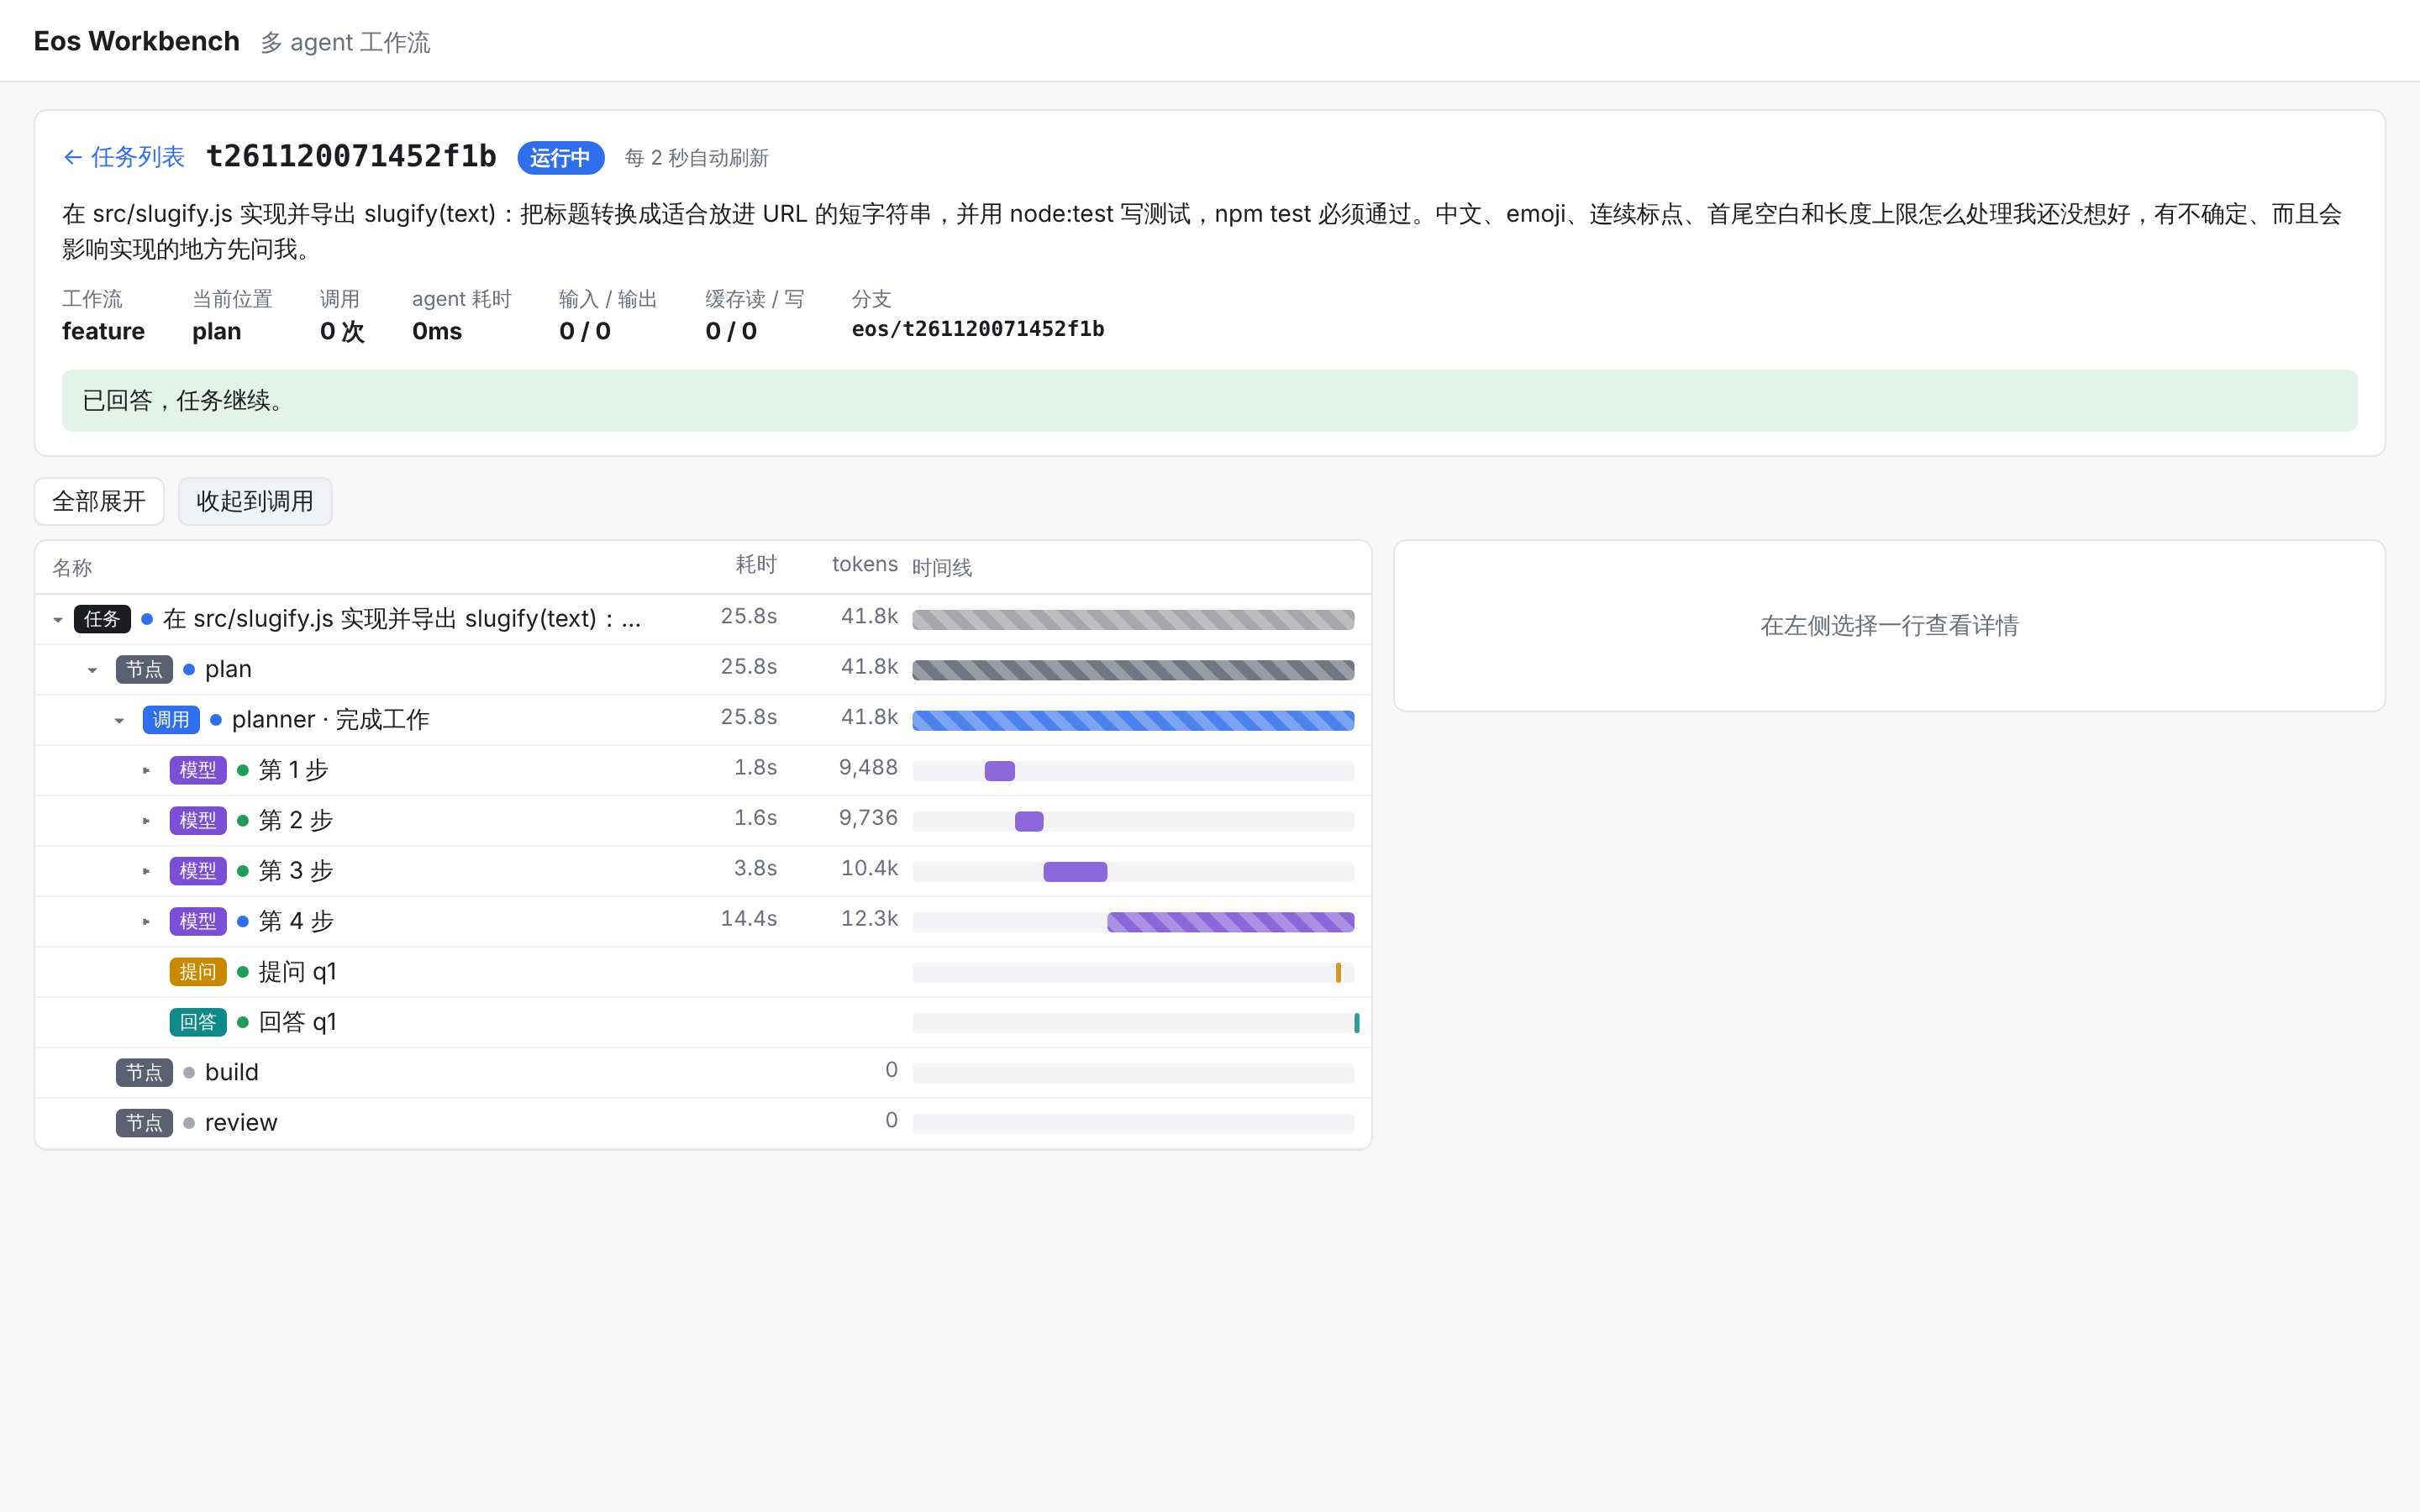 Eos Workbench 多 agent 工作流
← 任务列表 t261120071452f1b 运行中 每 2 秒自动刷新
在 src/slugify.js 实现并导出 slugify(text)：把标题转换成适合放进 URL 的短字符串，并用 node:test 写测试，npm test 必须通过。中文、emoji、连续标点、首尾空白和长度上限怎么处理我还没想好，有不确定、而且会
影响实现的地方先问我。
工作流 当前位置 调用 agent 耗时 输入 / 输出 缓存读 / 写 分支
feature plan 0 次 0ms 0 / 0 0 / 0 eos/t261120071452f1b
已回答，任务继续。
全部展开 收起到调用
名称 耗时 tokens 时间线
任务 在 src/slugify.js 实现并导出 slugify(text)：... 25.8s 41.8k
节点 plan 25.8s 41.8k
调用 planner · 完成工作 25.8s 41.8k
模型 第 1 步 1.8s 9,488
模型 第 2 步 1.6s 9,736
模型 第 3 步 3.8s 10.4k
模型 第 4 步 14.4s 12.3k
提问 提问 q1
回答 回答 q1
节点 build 0
节点 review 0
在左侧选择一行查看详情